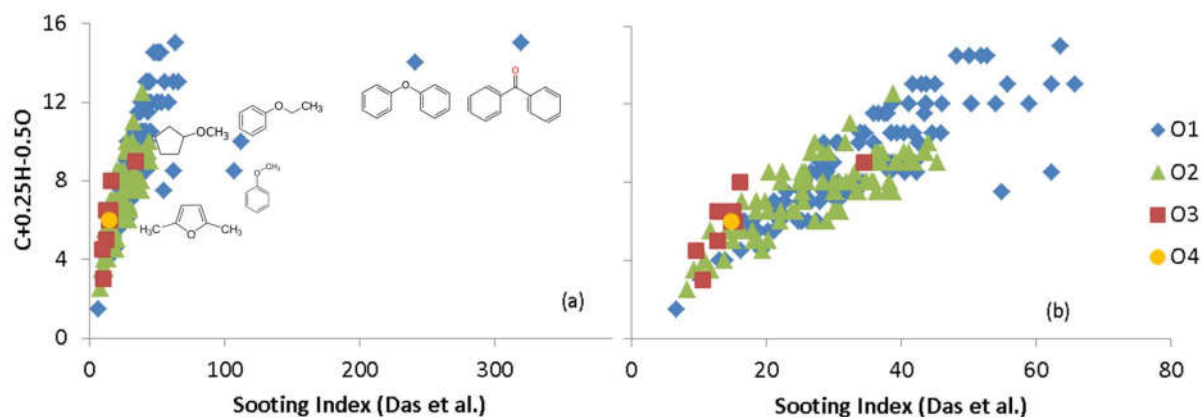 C+0.25H-0.5O
16
12
8
4
0
0
100
200
300
Sooting Index (Das et al.)
(a)
O
CH₃
OCH₃
O
CH₃
H₃C
O
CH₃
O
O
20
40
60
80
Sooting Index (Das et al.)
(b)
O1
O2
O3
O4